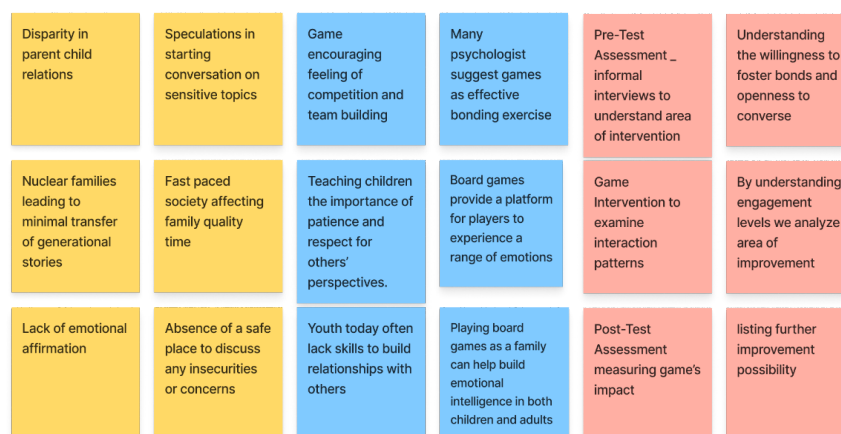 Disparity in
parent child
relations
Speculations in
starting
conversation on
sensitive topics
Game
encouraging
feeling of
competition and
team building
Many
psychologist
suggest games
as effective
bonding exercise
Pre-Test
Assessment _
informal
interviews to
understand area
of intervention
Understanding
the willingness to
foster bonds and
openness to
converse
Nuclear families
leading to
minimal transfer
of generational
stories
Fast paced
society affecting
family quality
time
Teaching children
the importance of
patience and
respect for
others’
perspectives.
Board games
provide a platform
for players to
experience a
range of emotions
Game
Intervention to
examine
interaction
patterns
By understanding
engagement
levels we analyze
area of
improvement
Lack of emotional
affirmation
Absence of a safe
place to discuss
any insecurities
or concerns
Youth today often
lack skills to build
relationships with
others
Playing board
games as a family
can help build
emotional
intelligence in both
children and adults
Post-Test
Assessment
measuring game’s
impact
listing further
improvement
possibility